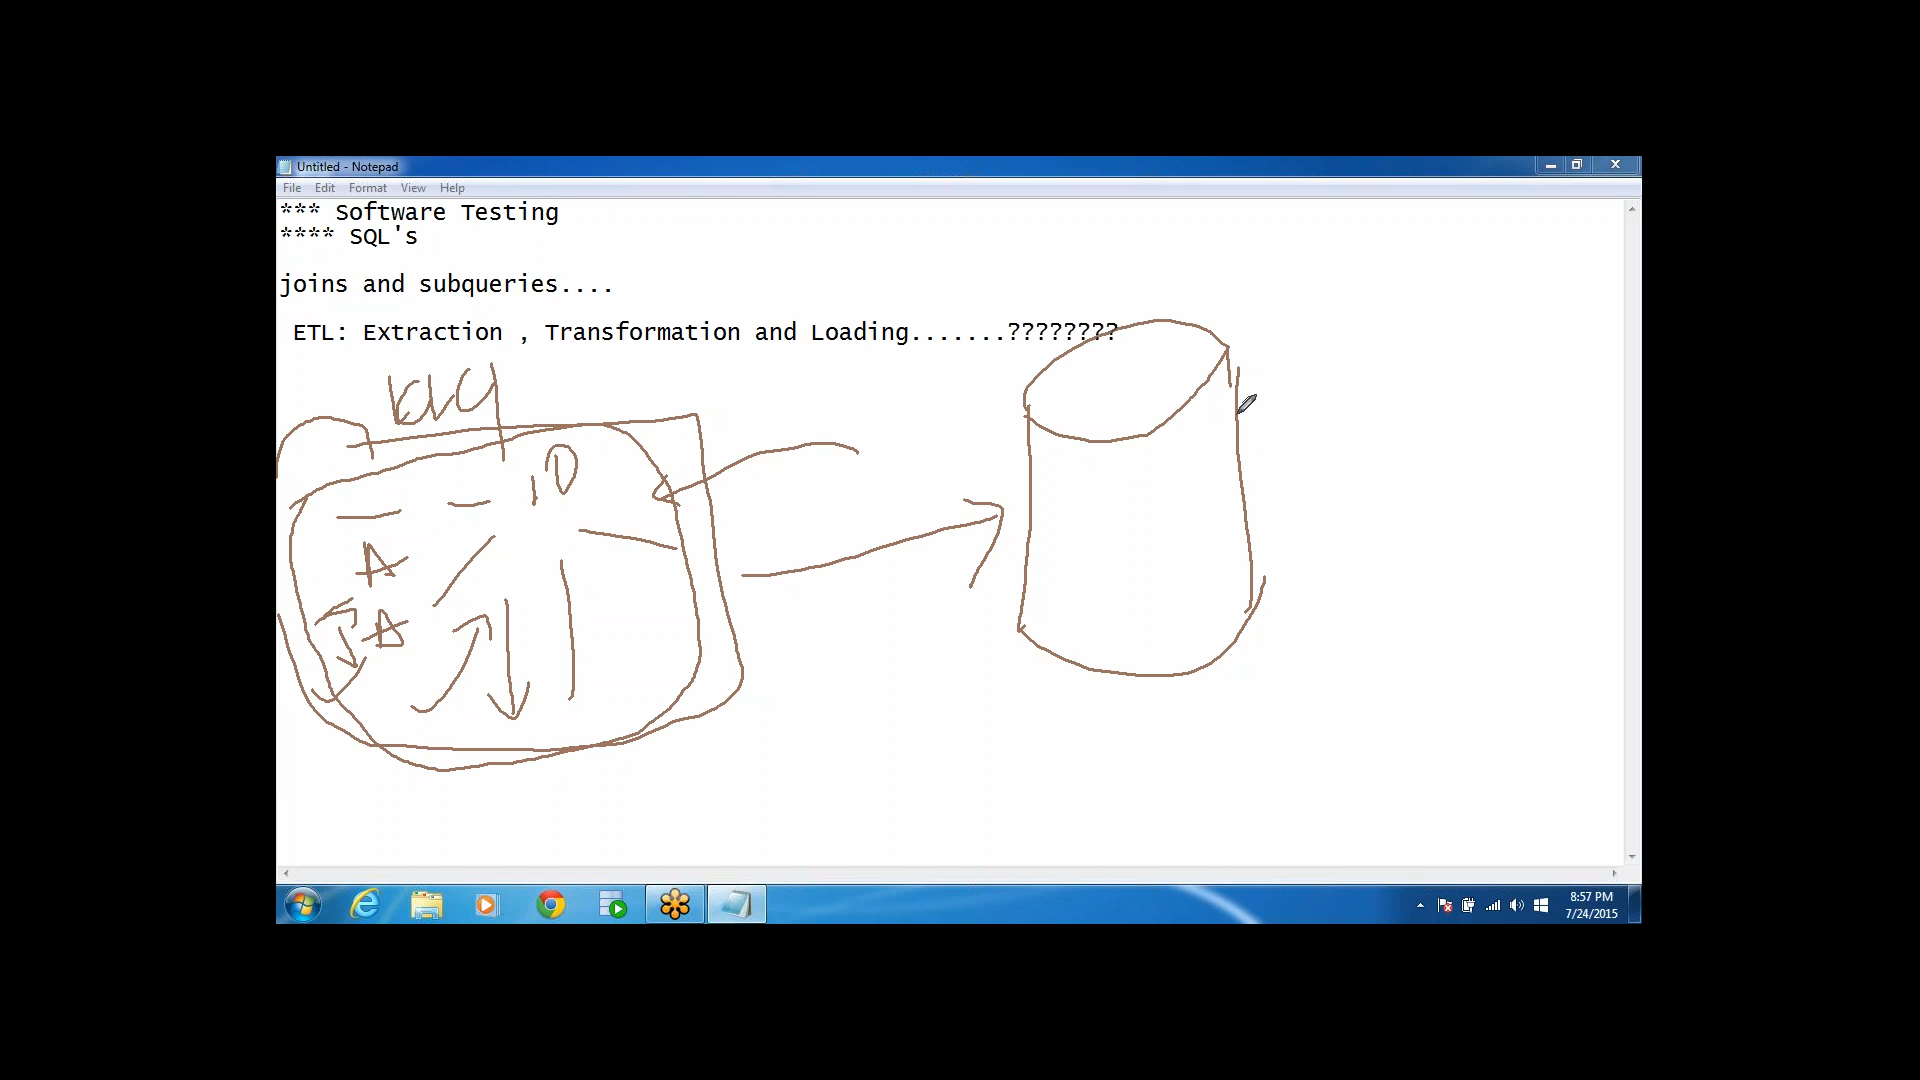 Untitled - Notepad
File Edit Format View Help
*** Software Testing
**** SQL's
joins and subqueries....
ETL: Extraction , Transformation and Loading.......????????
8:57 PM
7/24/2015